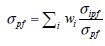 σ_pf = ∑_i w_i σ_ipf / σ_pf